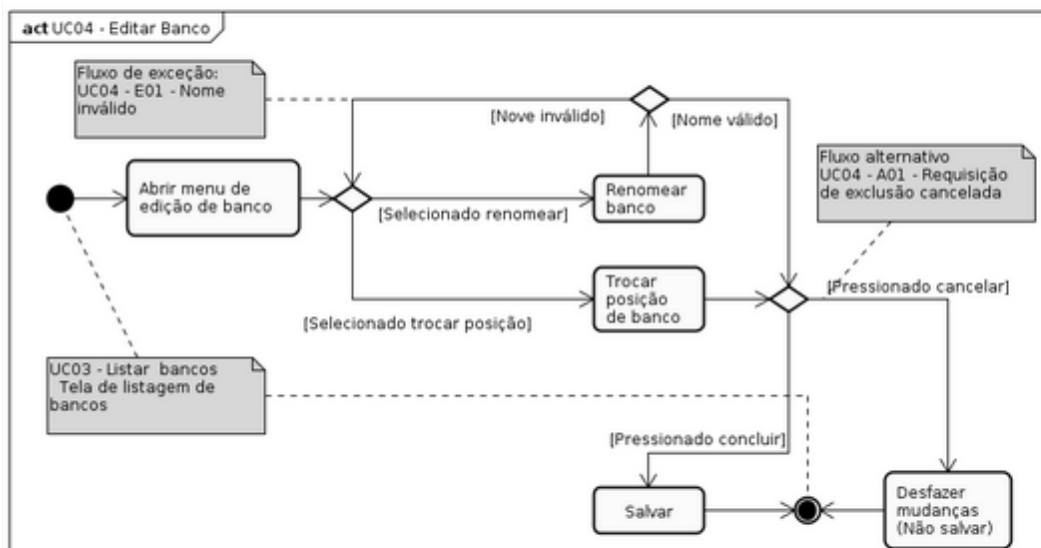 act UC04 - Editar Banco
Fluxo de exceção:
UC04 - E01 - Nome
inválido
[Nove inválido]
[Nome válido]
Fluxo alternativo
UC04 - A01 - Requisição
de exclusão cancelada
Abrir menu de
edição de banco
[Selecionado renomear]
Renomear
banco
[Selecionado trocar posição]
Trocar
posição
de banco
[Pressionado cancelar]
UC03 - Listar bancos
Tela de listagem de
bancos
[Pressionado concluir]
Salvar
Desfazer
mudanças
(Não salvar)